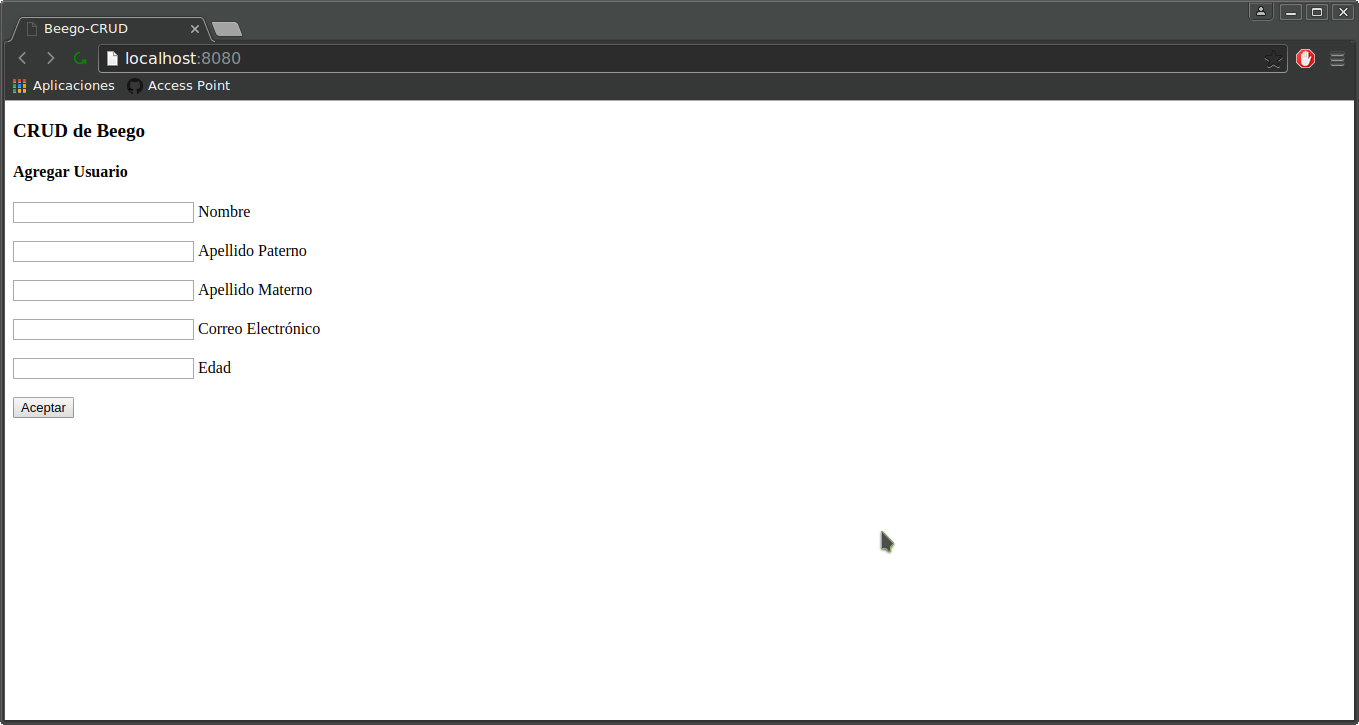 Beego-CRUD
localhost:8080
Aplicaciones Access Point
CRUD de Beego
Agregar Usuario
Nombre
Apellido Paterno
Apellido Materno
Correo Electrónico
Edad
Aceptar